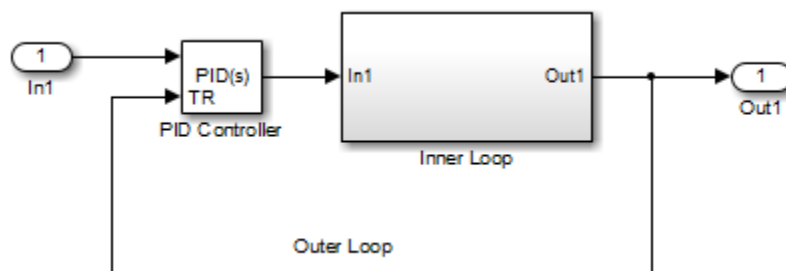 1
In1
PID(s)
TR
PID Controller
In1
Out1
Inner Loop
1
Out1
Outer Loop